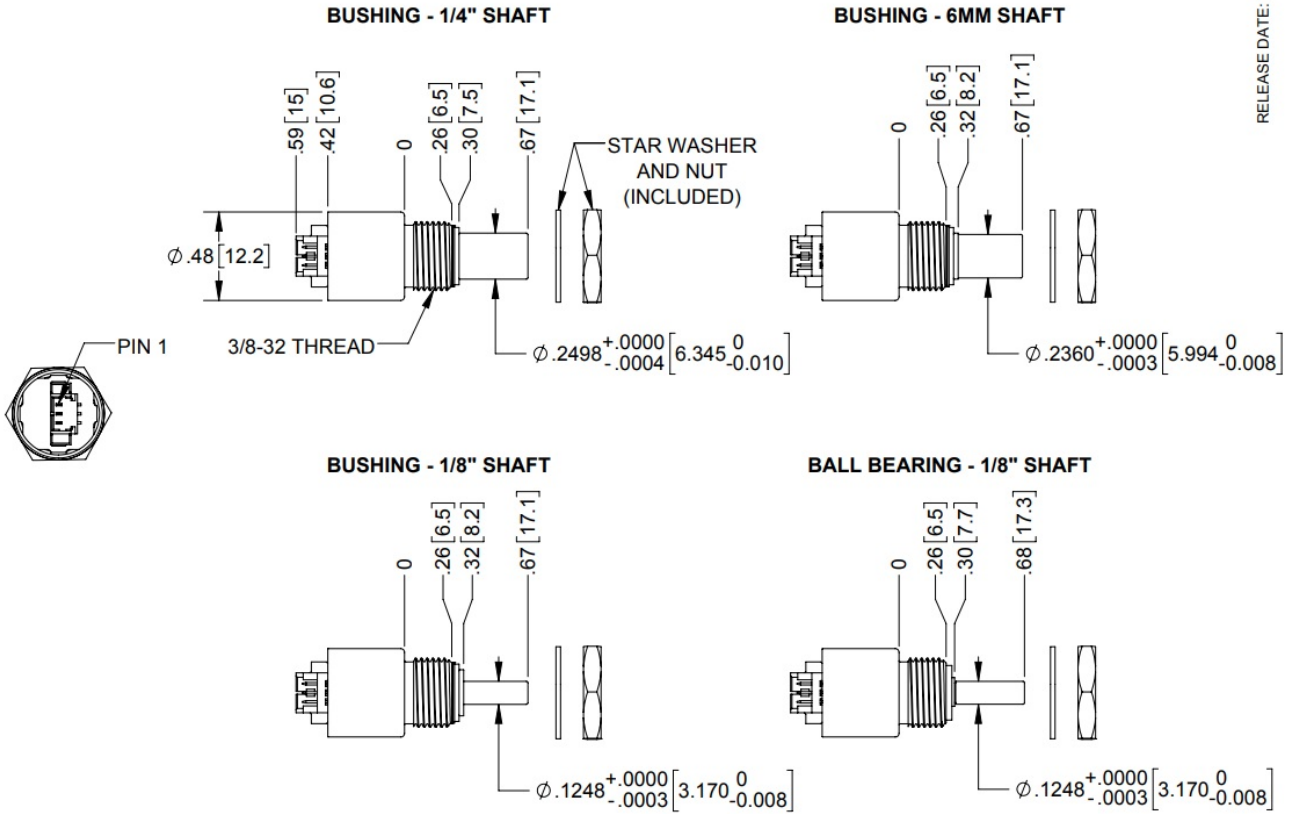 BUSHING - 1/4" SHAFT
.59 [15]
.42 [10.6]
0
.26 [6.5]
.30 [7.5]
.67 [17.1]
STAR WASHER
AND NUT
(INCLUDED)
Ø.48 [12.2]
PIN 1
3/8-32 THREAD
Ø.2498 +.0000 -.0004 [6.345 0 -0.010]
BUSHING - 6MM SHAFT
0
.26 [6.5]
.32 [8.2]
.67 [17.1]
Ø.2360 +.0000 -.0003 [5.994 0 -0.008]
RELEASE DATE:
BUSHING - 1/8" SHAFT
0
.26 [6.5]
.32 [8.2]
.67 [17.1]
Ø.1248 +.0000 -.0003 [3.170 0 -0.008]
BALL BEARING - 1/8" SHAFT
0
.26 [6.5]
.30 [7.7]
.68 [17.3]
Ø.1248 +.0000 -.0003 [3.170 0 -0.008]